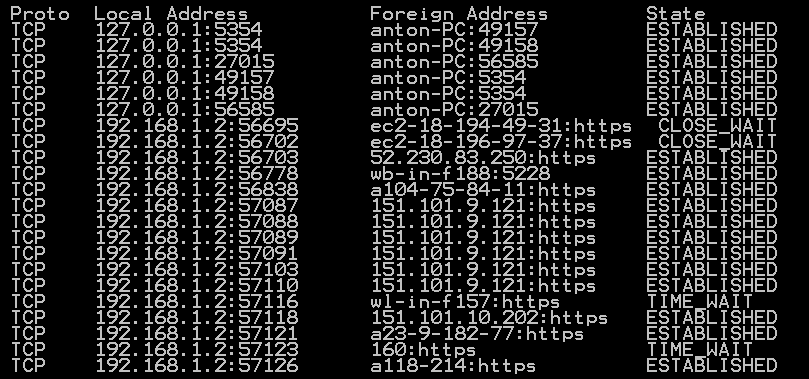 Proto  Local Address          Foreign Address        State
TCP    127.0.0.1:5354         anton-PC:49157         ESTABLISHED
TCP    127.0.0.1:5354         anton-PC:49158         ESTABLISHED
TCP    127.0.0.1:27015        anton-PC:56585         ESTABLISHED
TCP    127.0.0.1:49157        anton-PC:5354          ESTABLISHED
TCP    127.0.0.1:49158        anton-PC:5354          ESTABLISHED
TCP    127.0.0.1:56585        anton-PC:27015         ESTABLISHED
TCP    192.168.1.2:56695      ec2-18-194-49-31:https  CLOSE_WAIT
TCP    192.168.1.2:56702      ec2-18-196-97-37:https  CLOSE_WAIT
TCP    192.168.1.2:56703      52.230.83.250:https    ESTABLISHED
TCP    192.168.1.2:56778      wb-in-f188:5228        ESTABLISHED
TCP    192.168.1.2:56838      a104-75-84-11:https    ESTABLISHED
TCP    192.168.1.2:57087      151.101.9.121:https    ESTABLISHED
TCP    192.168.1.2:57088      151.101.9.121:https    ESTABLISHED
TCP    192.168.1.2:57089      151.101.9.121:https    ESTABLISHED
TCP    192.168.1.2:57091      151.101.9.121:https    ESTABLISHED
TCP    192.168.1.2:57103      151.101.9.121:https    ESTABLISHED
TCP    192.168.1.2:57110      151.101.9.121:https    ESTABLISHED
TCP    192.168.1.2:57116      wl-in-f157:https       TIME_WAIT
TCP    192.168.1.2:57118      151.101.10.202:https   ESTABLISHED
TCP    192.168.1.2:57121      a23-9-182-77:https     ESTABLISHED
TCP    192.168.1.2:57123      160:https              TIME_WAIT
TCP    192.168.1.2:57126      a118-214:https         ESTABLISHED